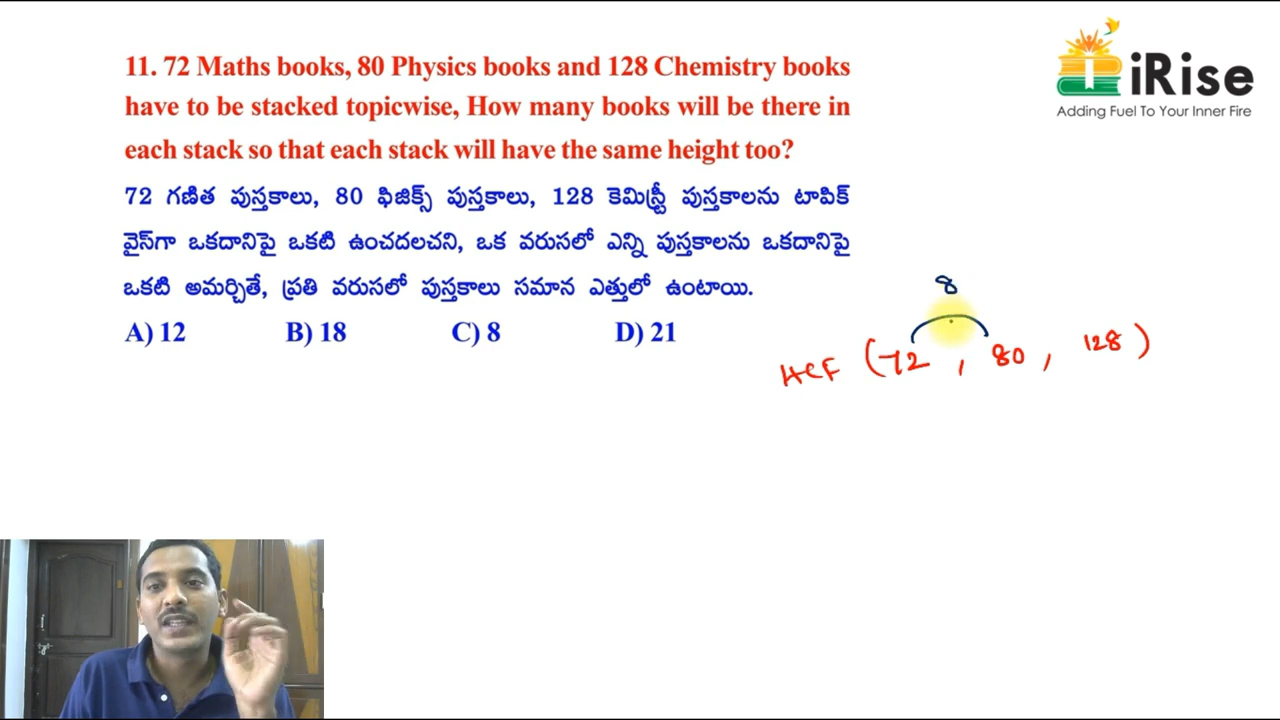 iRise
Adding Fuel To Your Inner Fire
11. 72 Maths books, 80 Physics books and 128 Chemistry books
have to be stacked topicwise, How many books will be there in
each stack so that each stack will have the same height too?
72 గణిత పుస్తకాలు, 80 ఫిజిక్స్ పుస్తకాలు, 128 కెమిస్ట్రీ పుస్తకాలను టాపిక్
వైస్‌గా ఒకదానిపై ఒకటి ఉంచదలచని, ఒక వరుసలో ఎన్ని పుస్తకాలను ఒకదానిపై
ఒకటి అమర్చితే, ప్రతి వరుసలో పుస్తకాలు సమాన ఎత్తులో ఉంటాయి.
A) 12 B) 18 C) 8 D) 21
8
HCF (72 , 80 , 128 )